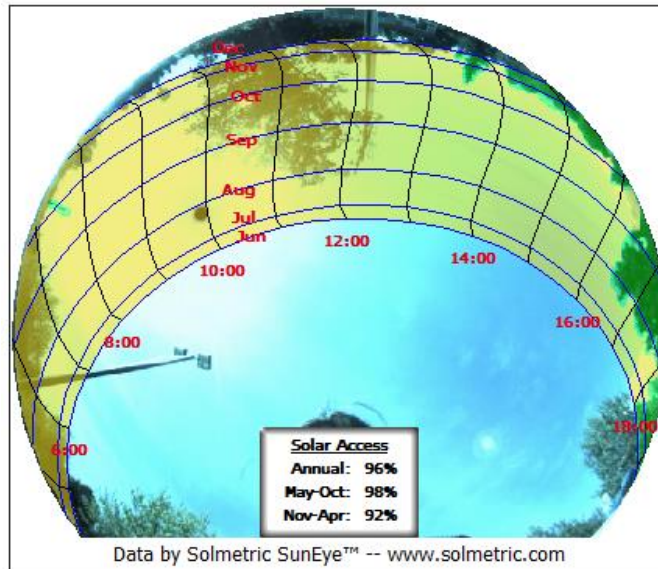 Dec
Nov
Oct
Sep
Aug
Jul
Jun
12:00
10:00
14:00
16:00
8:00
18:00
6:00
Solar Access
Annual: 96%
May-Oct: 98%
Nov-Apr: 92%
Data by Solmetric SunEye™ -- www.solmetric.com